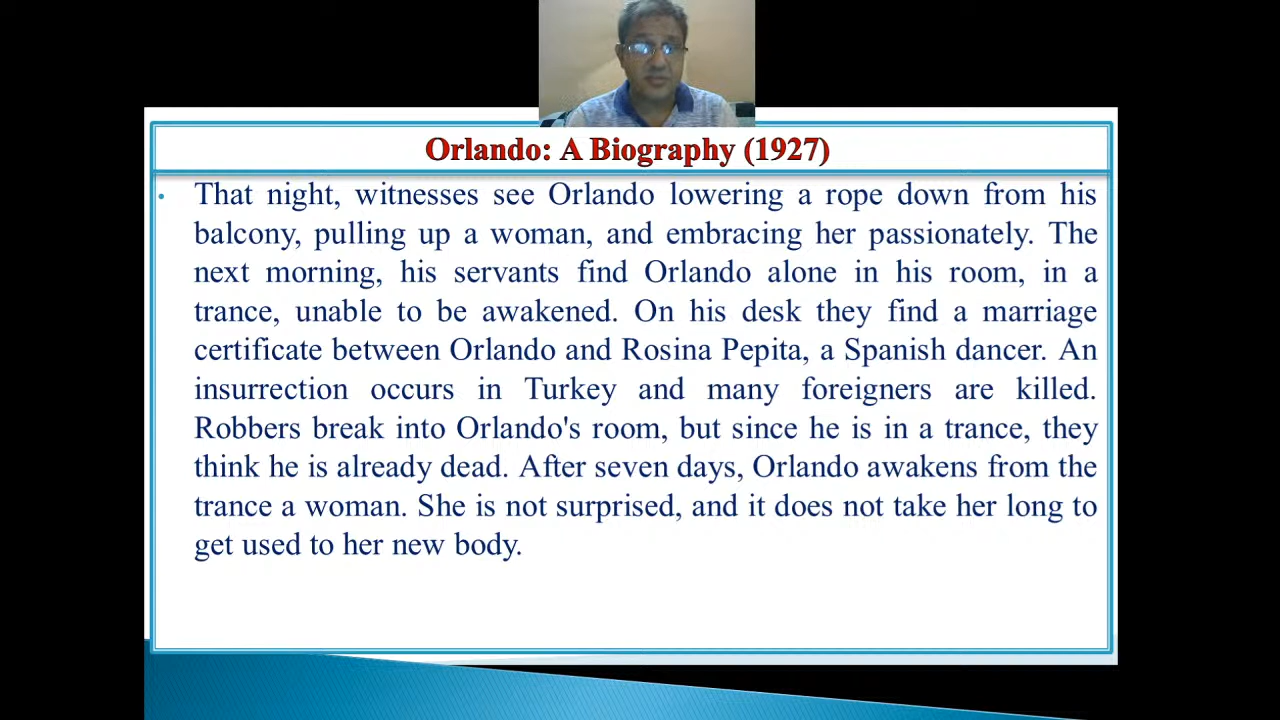 Orlando: A Biography (1927)
• That night, witnesses see Orlando lowering a rope down from his
balcony, pulling up a woman, and embracing her passionately. The
next morning, his servants find Orlando alone in his room, in a
trance, unable to be awakened. On his desk they find a marriage
certificate between Orlando and Rosina Pepita, a Spanish dancer. An
insurrection occurs in Turkey and many foreigners are killed.
Robbers break into Orlando's room, but since he is in a trance, they
think he is already dead. After seven days, Orlando awakens from the
trance a woman. She is not surprised, and it does not take her long to
get used to her new body.